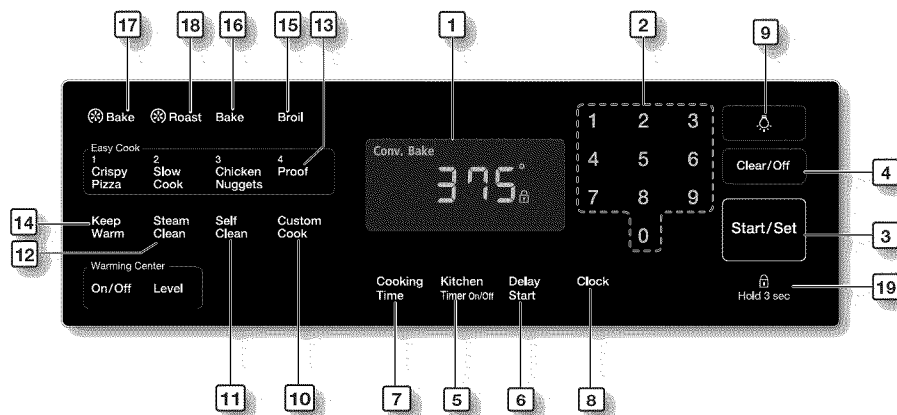 17 18 16 15 13 1 2 9
Bake Roast Bake Broil
Easy Cook
1 2 3 4
Crispy Slow Chicken Proof
Pizza Cook Nuggets
Conv. Bake
375°
1 2 3
4 5 6
7 8 9
0
Clear/Off
4
Start/Set
3
14
Keep Steam Self Custom
Warm Clean Clean Cook
12
Warming Center
On/Off Level
Cooking Kitchen Delay Clock
Time Timer On/Off Start
Hold 3 sec
19
11 10 7 5 6 8